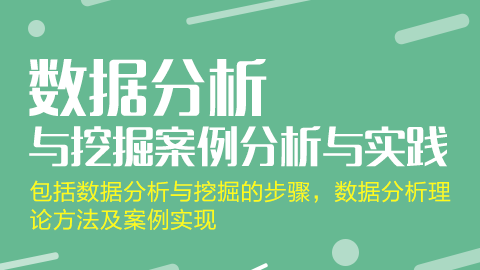 数据分析
与挖掘案例分析与实践
包括数据分析与挖掘的步骤，数据分析理
论方法及案例实现